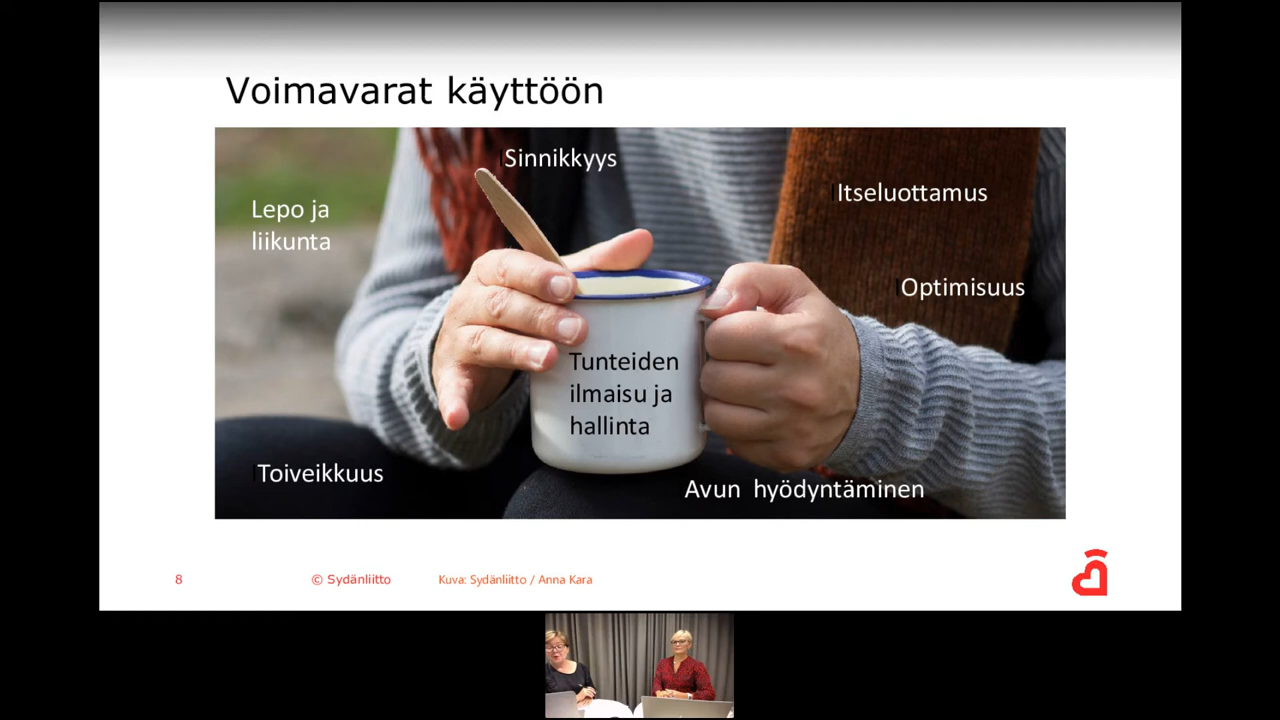 Voimavarat käyttöön
Sinnikkyys
Itseluottamus
Lepo ja
liikunta
Optimisuus
Tunteiden
ilmaisu ja
hallinta
Toiveikkuus
Avun hyödyntäminen
8
© Sydänliitto
Kuva: Sydänliitto / Anna Kara